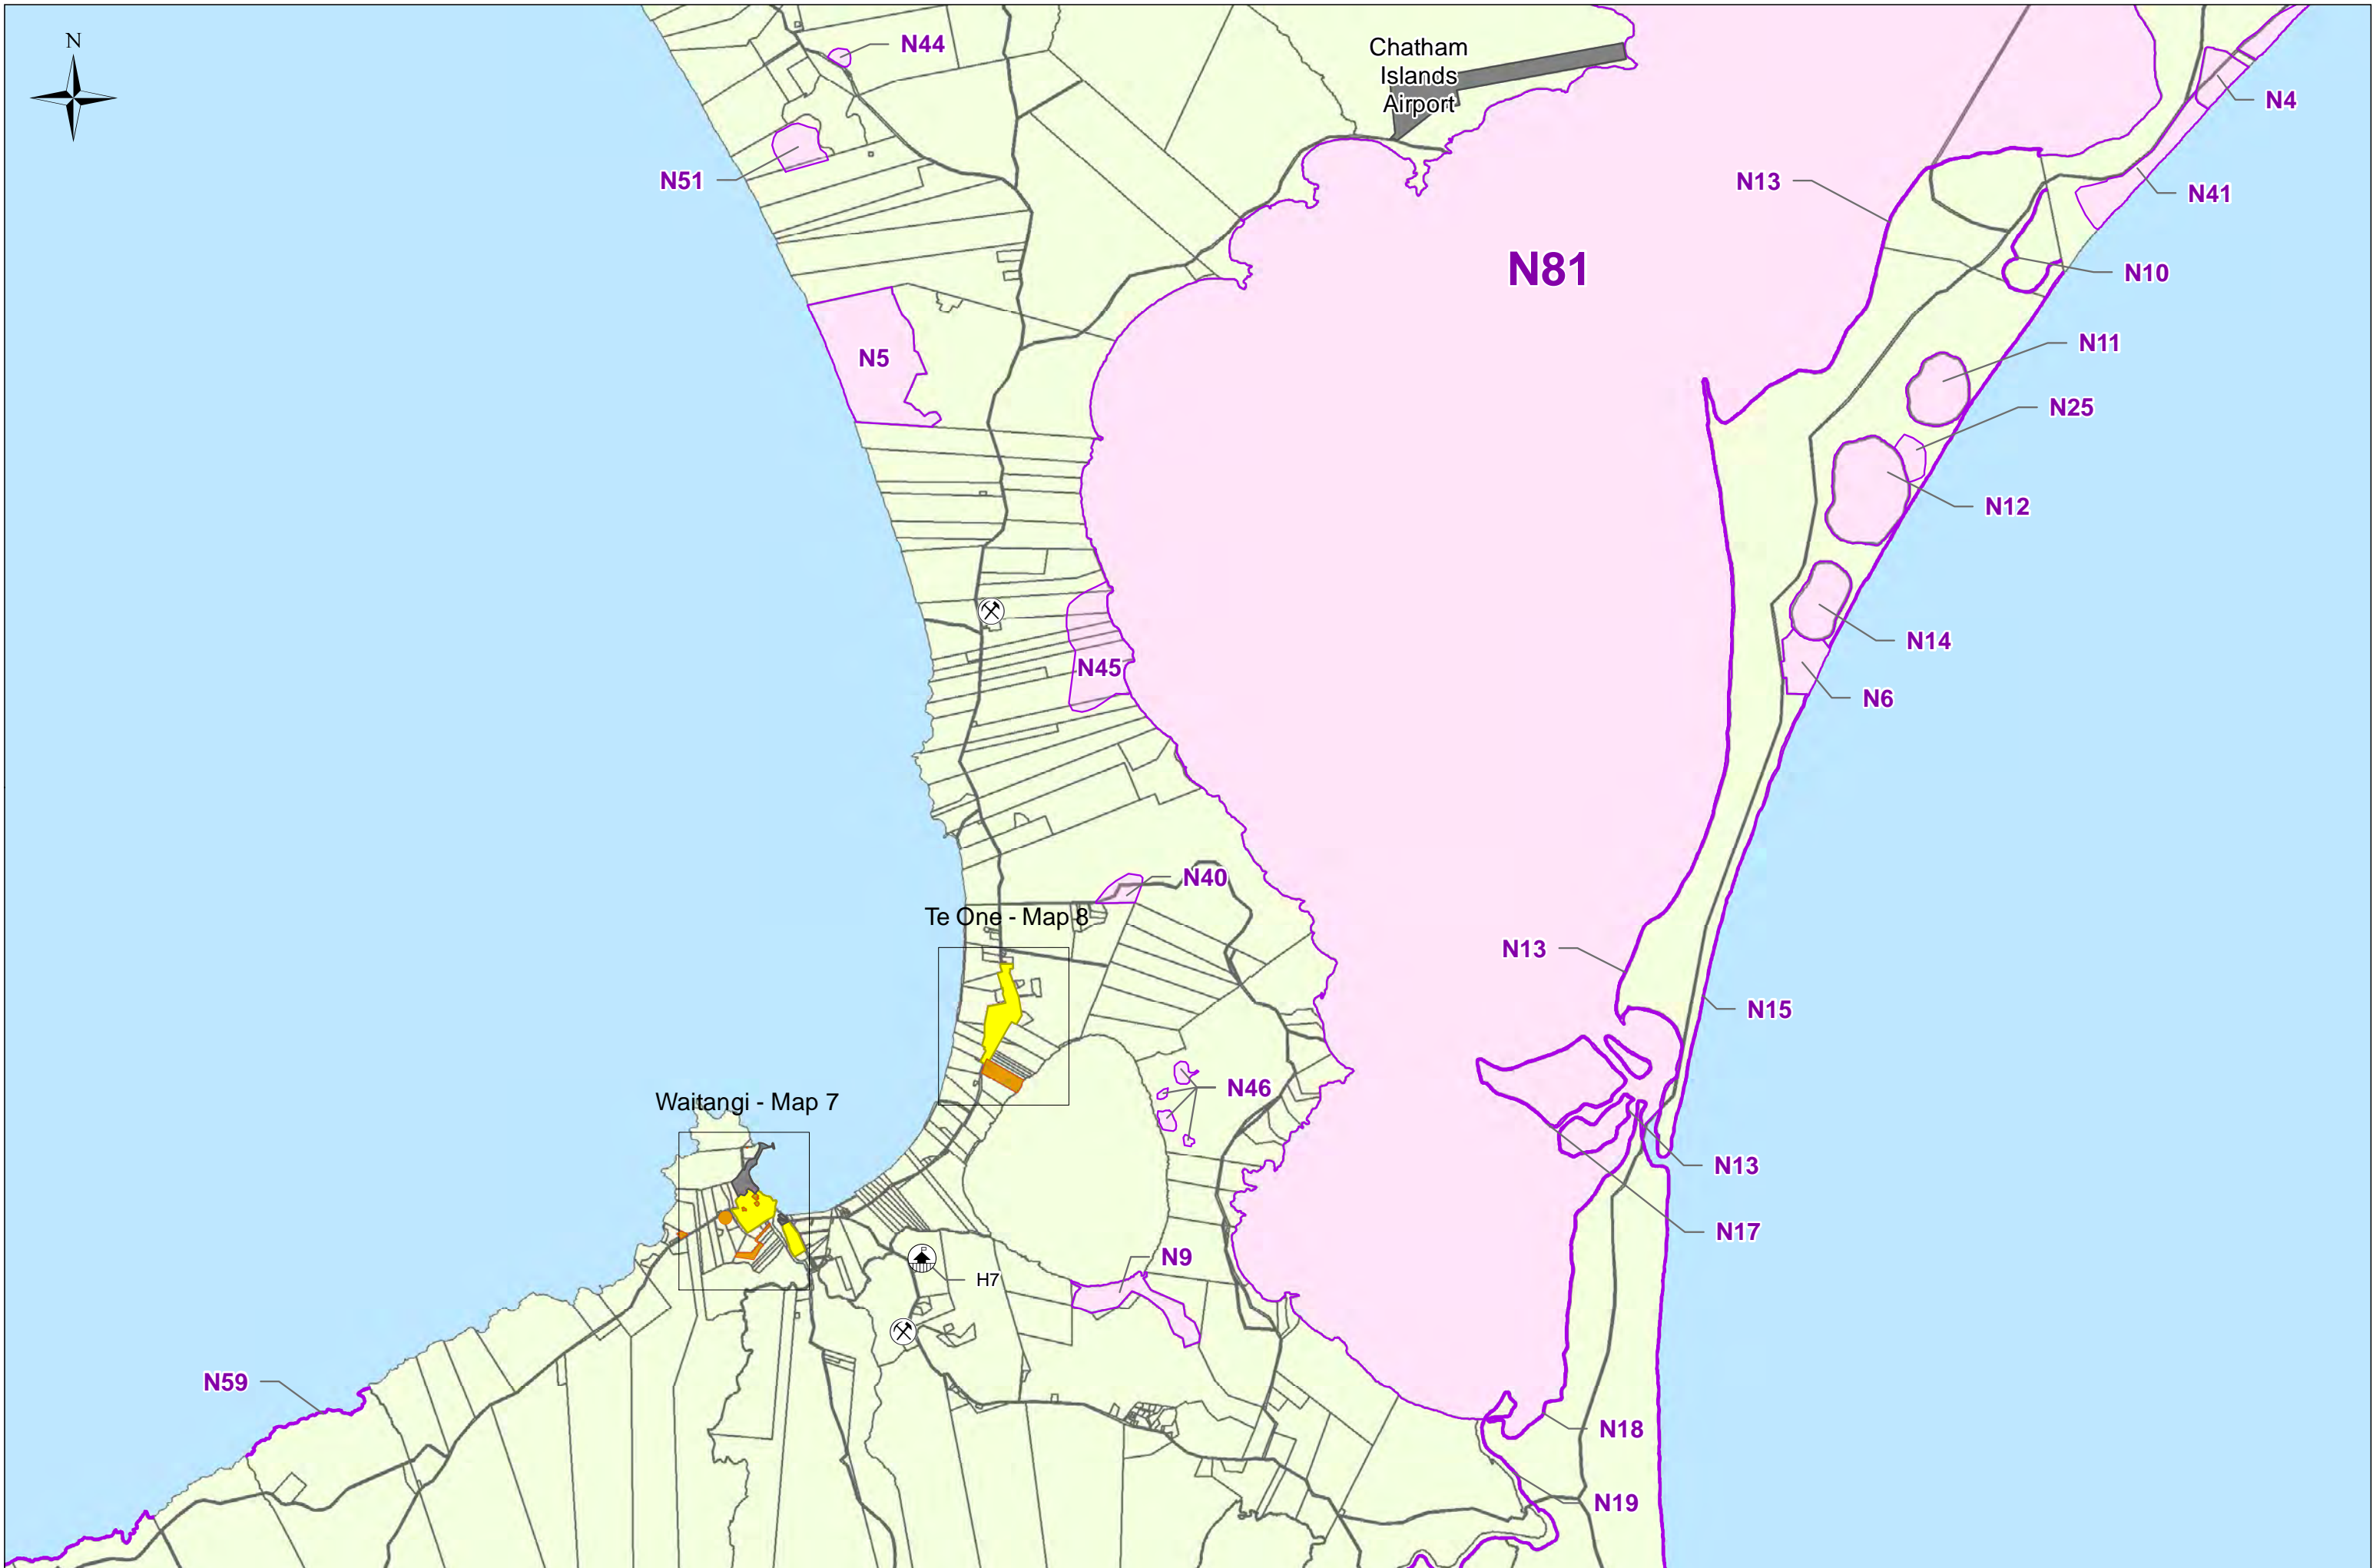 N
N44
Chatham
Islands
Airport
N4
N51
N13
N41
N81
N10
N5
N11
N25
N12
N14
N45
N6
N40
Te One - Map 8
N13
N15
N46
Waitangi - Map 7
N13
N17
N9
H7
N59
N18
N19